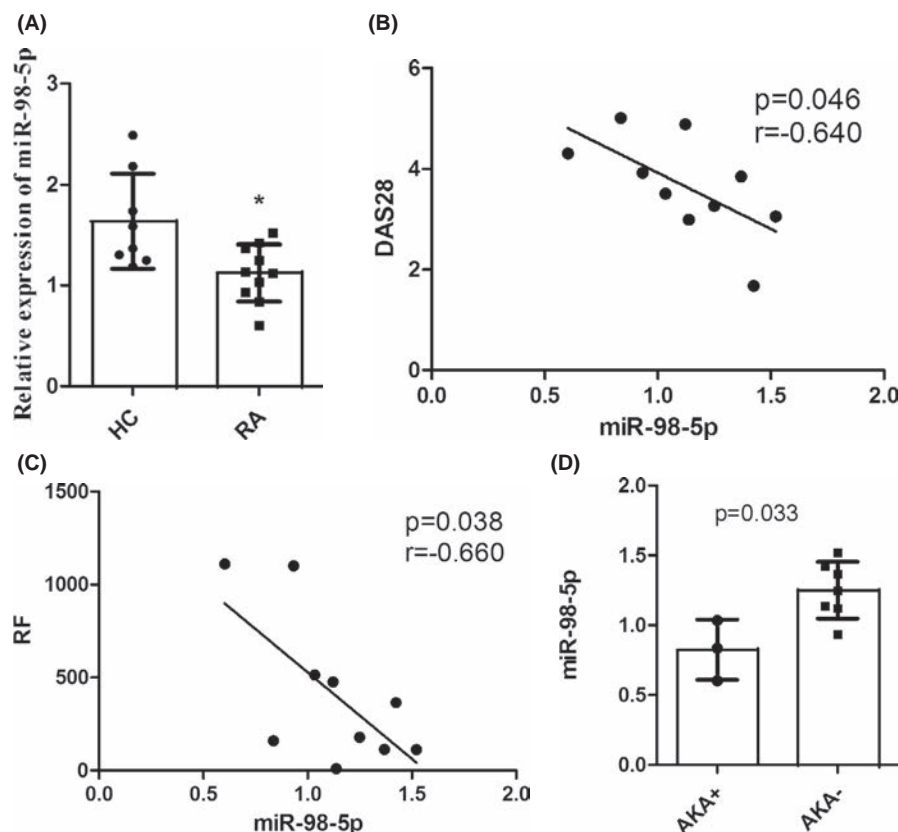 (A)
Relative expression of miR-98-5p
3
2
1
0
*
HC
RA
(B)
DAS28
6
4
2
0
p=0.046
r=-0.640
0.0
0.5
1.0
1.5
2.0
miR-98-5p
(C)
RF
1500
1000
500
0
p=0.038
r=-0.660
0.0
0.5
1.0
1.5
2.0
miR-98-5p
(D)
miR-98-5p
2.0
1.5
1.0
0.5
0.0
p=0.033
AKA+
AKA-